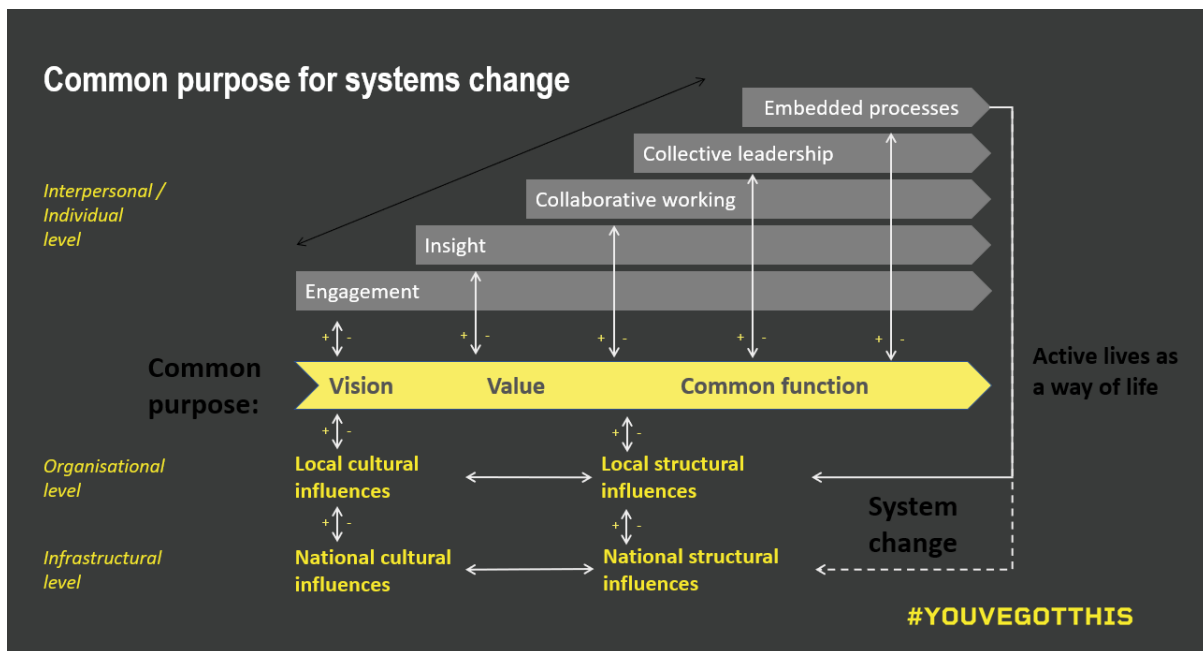 Common purpose for systems change
Embedded processes
Collective leadership
Interpersonal /
Individual
level
Collaborative working
Insight
Engagement
+ -
+ -
+ -
+ -
+ -
Common
purpose:
Vision
Value
Common function
Active lives as
a way of life
+ -
+ -
Organisational
level
Local cultural
influences
Local structural
influences
System
change
+ -
+ -
Infrastructural
level
National cultural
influences
National structural
influences
#YOUVEGOTTHIS